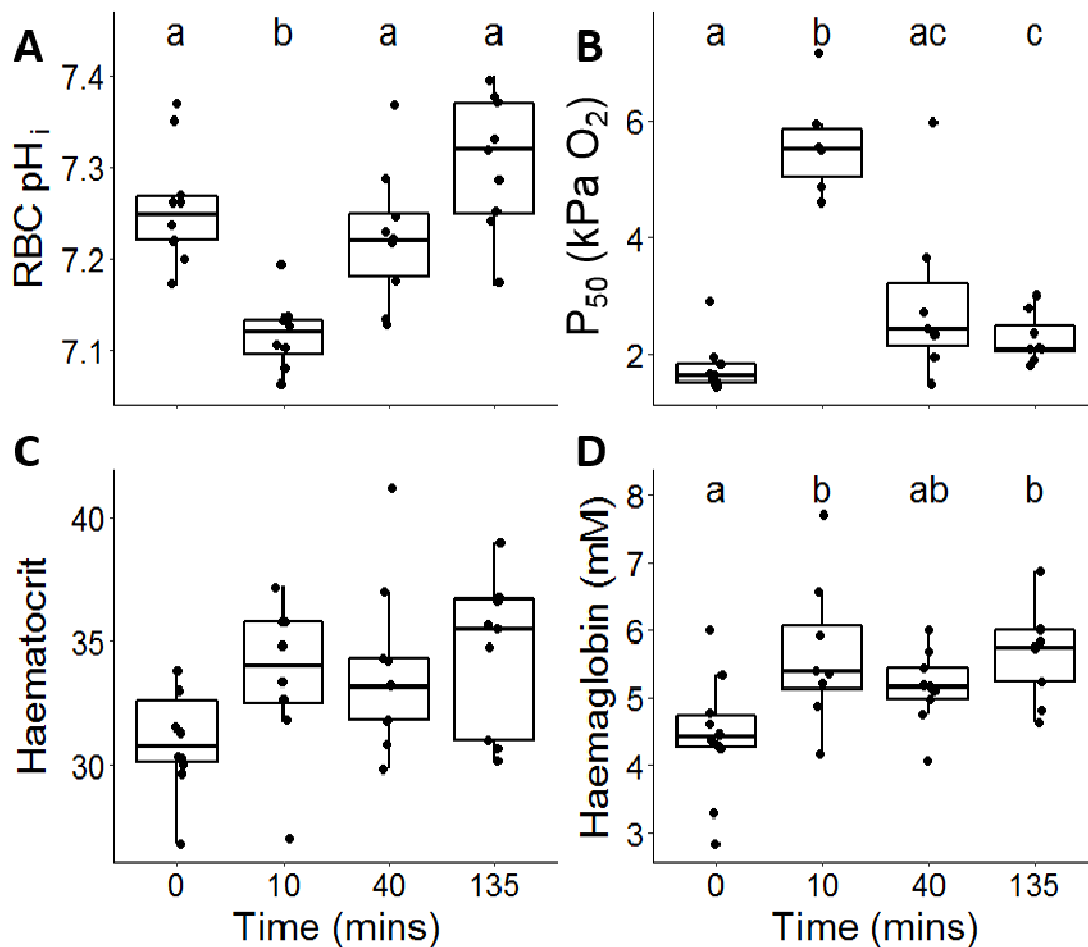 A
a b a a
RBC pHi
7.4
7.3
7.2
7.1
B
a b ac c
P50 (kPa O2)
6
4
2
C
Haematocrit
40
35
30
0 10 40 135
Time (mins)
D
a b ab b
Haemaglobin (mM)
8
7
6
5
4
3
0 10 40 135
Time (mins)